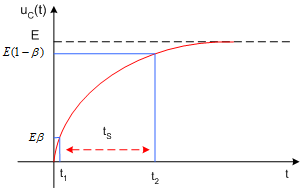 u_C(t)
E
E(1−β)
t_s
Eβ
t_1
t_2
t